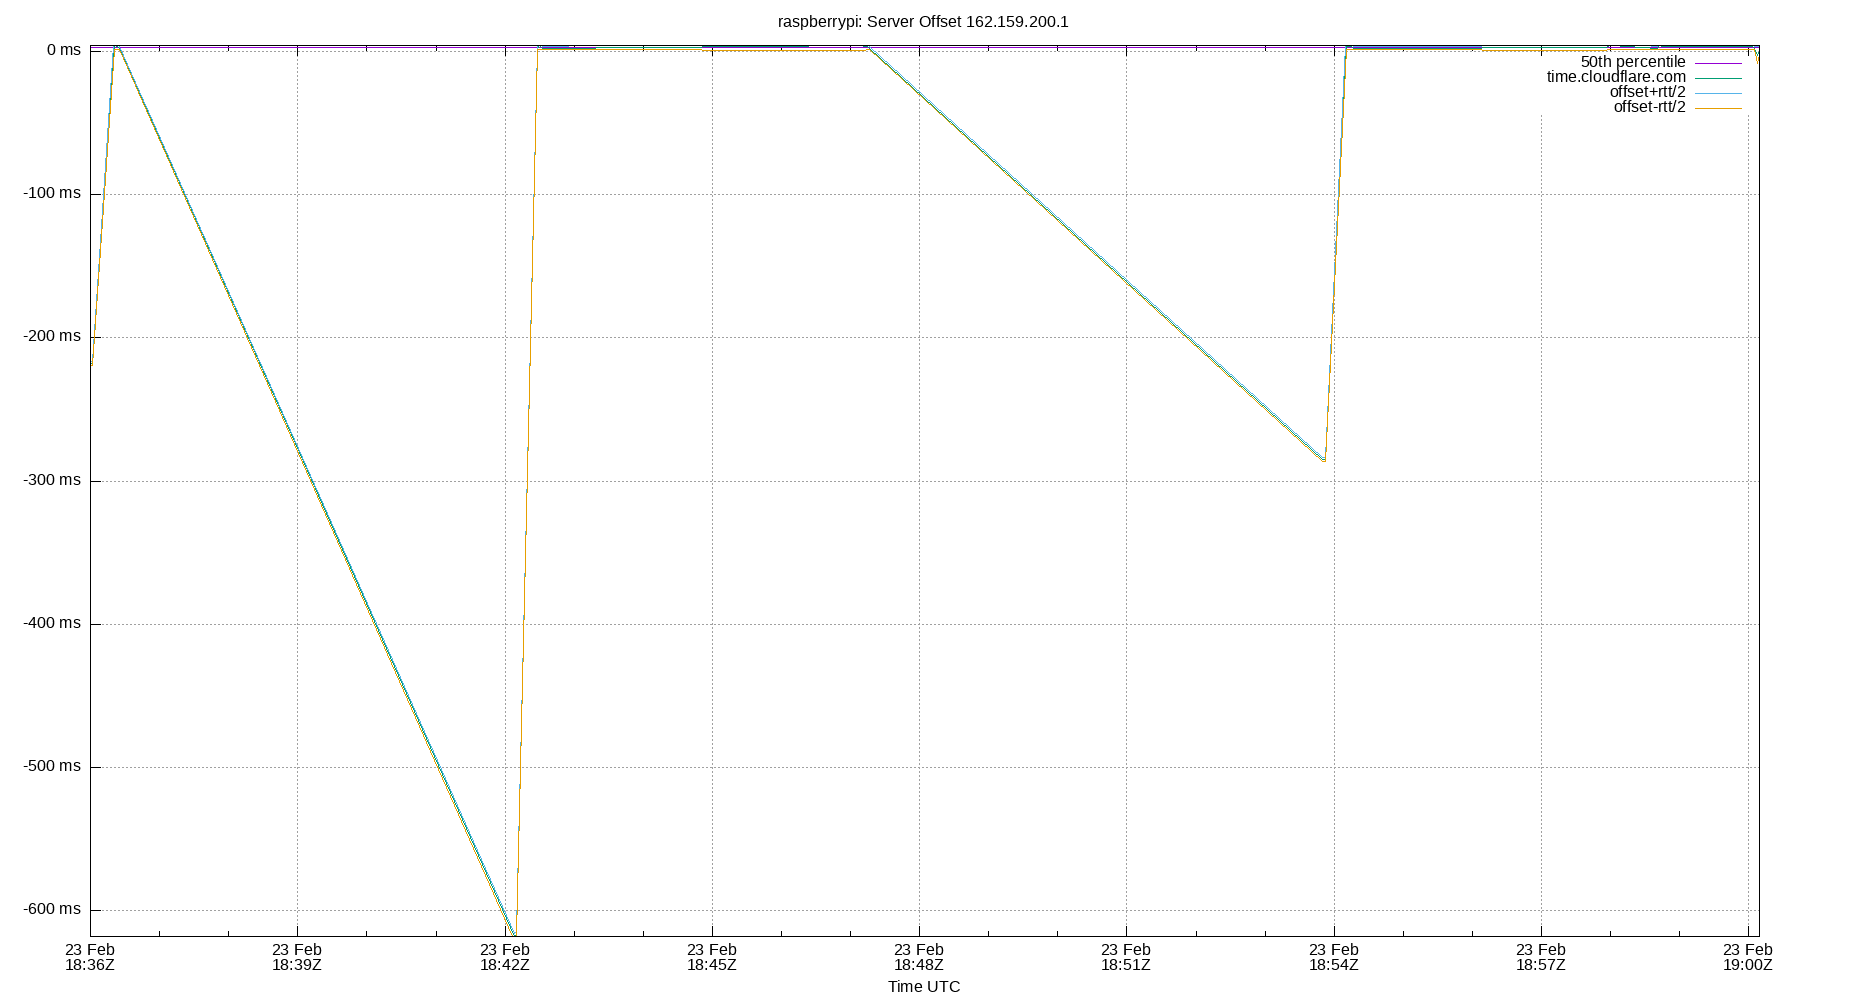 raspberrypi: Server Offset 162.159.200.1
0 ms
-100 ms
-200 ms
-300 ms
-400 ms
-500 ms
-600 ms
50th percentile
time.cloudflare.com
offset+rtt/2
offset-rtt/2
23 Feb 23 Feb 23 Feb 23 Feb 23 Feb 23 Feb 23 Feb 23 Feb 23 Feb
18:36Z 18:39Z 18:42Z 18:45Z 18:48Z 18:51Z 18:54Z 18:57Z 19:00Z
Time UTC